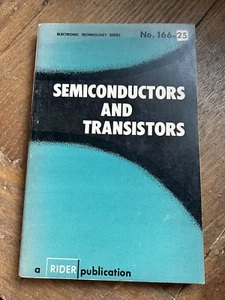 ELECTRONIC TECHNOLOGY SERIES No. 166-25
SEMICONDUCTORS
AND
TRANSISTORS
a RIDER publication